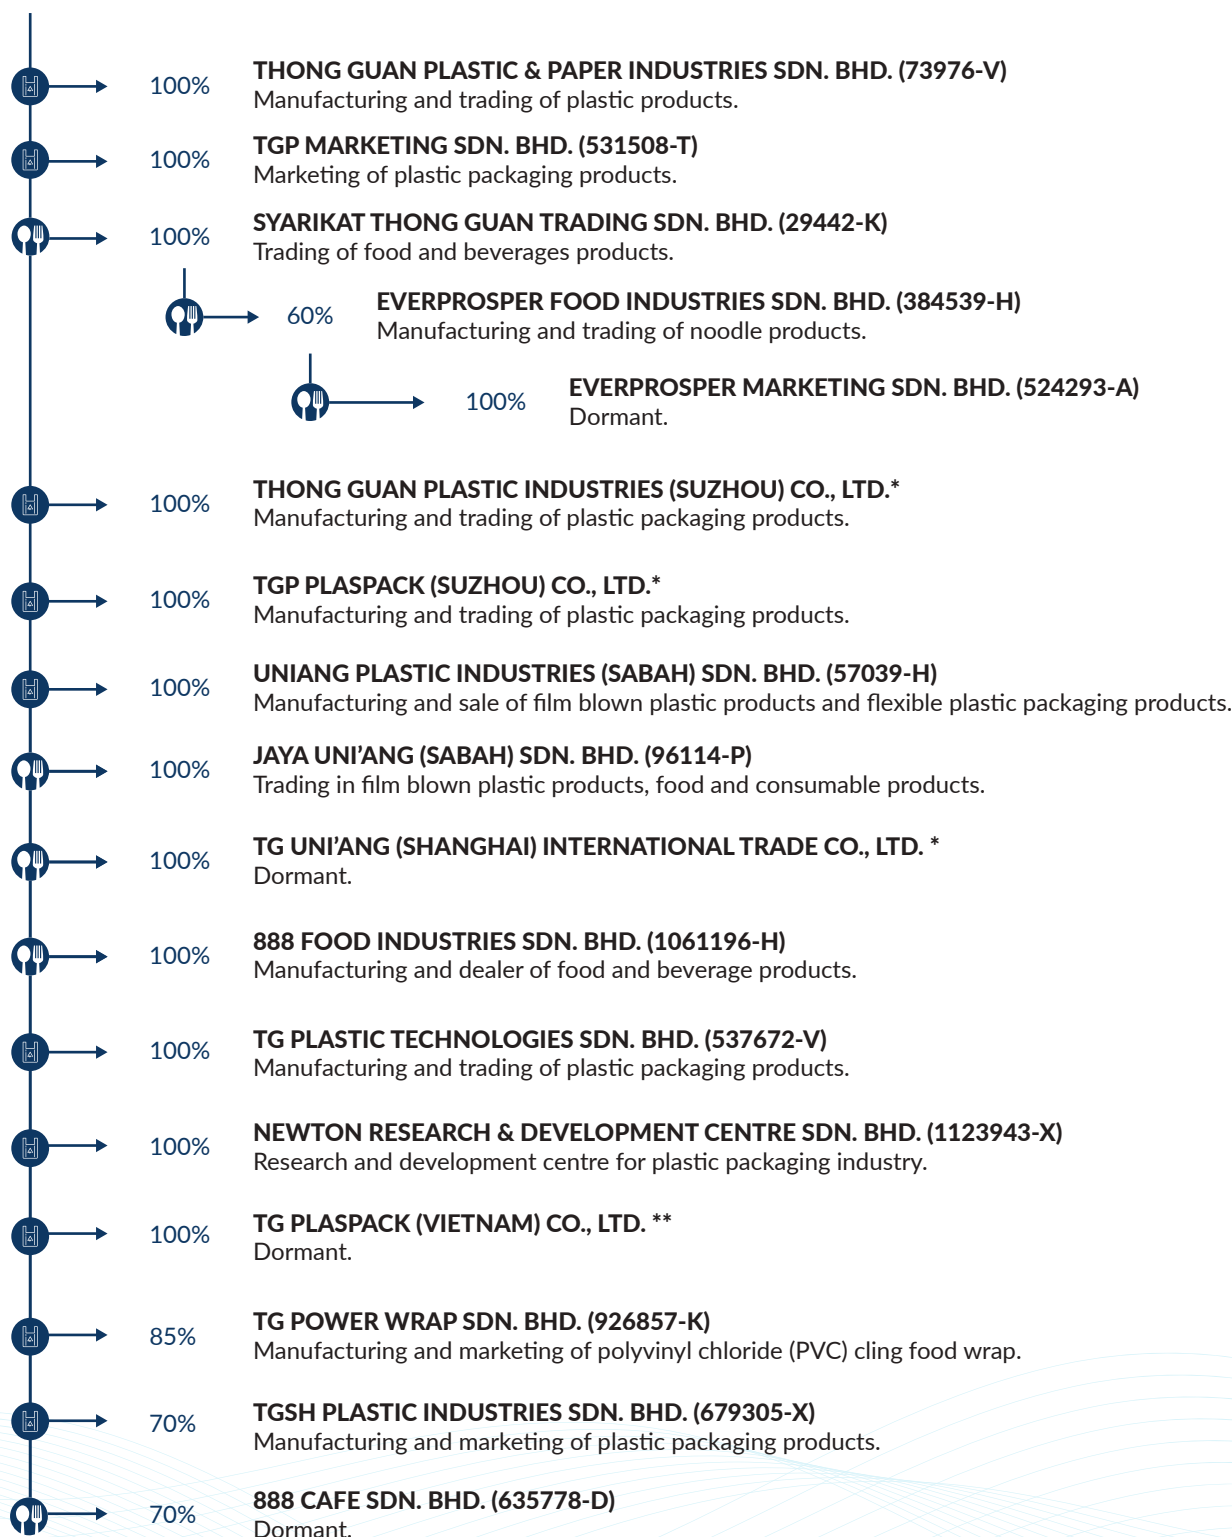 100%
THONG GUAN PLASTIC & PAPER INDUSTRIES SDN. BHD. (73976-V)
Manufacturing and trading of plastic products.
100%
TGP MARKETING SDN. BHD. (531508-T)
Marketing of plastic packaging products.
100%
SYARIKAT THONG GUAN TRADING SDN. BHD. (29442-K)
Trading of food and beverages products.
60%
EVERPROSPER FOOD INDUSTRIES SDN. BHD. (384539-H)
Manufacturing and trading of noodle products.
100%
EVERPROSPER MARKETING SDN. BHD. (524293-A)
Dormant.
100%
THONG GUAN PLASTIC INDUSTRIES (SUZHOU) CO., LTD.*
Manufacturing and trading of plastic packaging products.
100%
TGP PLASPACK (SUZHOU) CO., LTD.*
Manufacturing and trading of plastic packaging products.
100%
UNIANG PLASTIC INDUSTRIES (SABAH) SDN. BHD. (57039-H)
Manufacturing and sale of film blown plastic products and flexible plastic packaging products.
100%
JAYA UNI’ANG (SABAH) SDN. BHD. (96114-P)
Trading in film blown plastic products, food and consumable products.
100%
TG UNI’ANG (SHANGHAI) INTERNATIONAL TRADE CO., LTD. *
Dormant.
100%
888 FOOD INDUSTRIES SDN. BHD. (1061196-H)
Manufacturing and dealer of food and beverage products.
100%
TG PLASTIC TECHNOLOGIES SDN. BHD. (537672-V)
Manufacturing and trading of plastic packaging products.
100%
NEWTON RESEARCH & DEVELOPMENT CENTRE SDN. BHD. (1123943-X)
Research and development centre for plastic packaging industry.
100%
TG PLASPACK (VIETNAM) CO., LTD. **
Dormant.
85%
TG POWER WRAP SDN. BHD. (926857-K)
Manufacturing and marketing of polyvinyl chloride (PVC) cling food wrap.
70%
TGSH PLASTIC INDUSTRIES SDN. BHD. (679305-X)
Manufacturing and marketing of plastic packaging products.
70%
888 CAFE SDN. BHD. (635778-D)
Dormant.